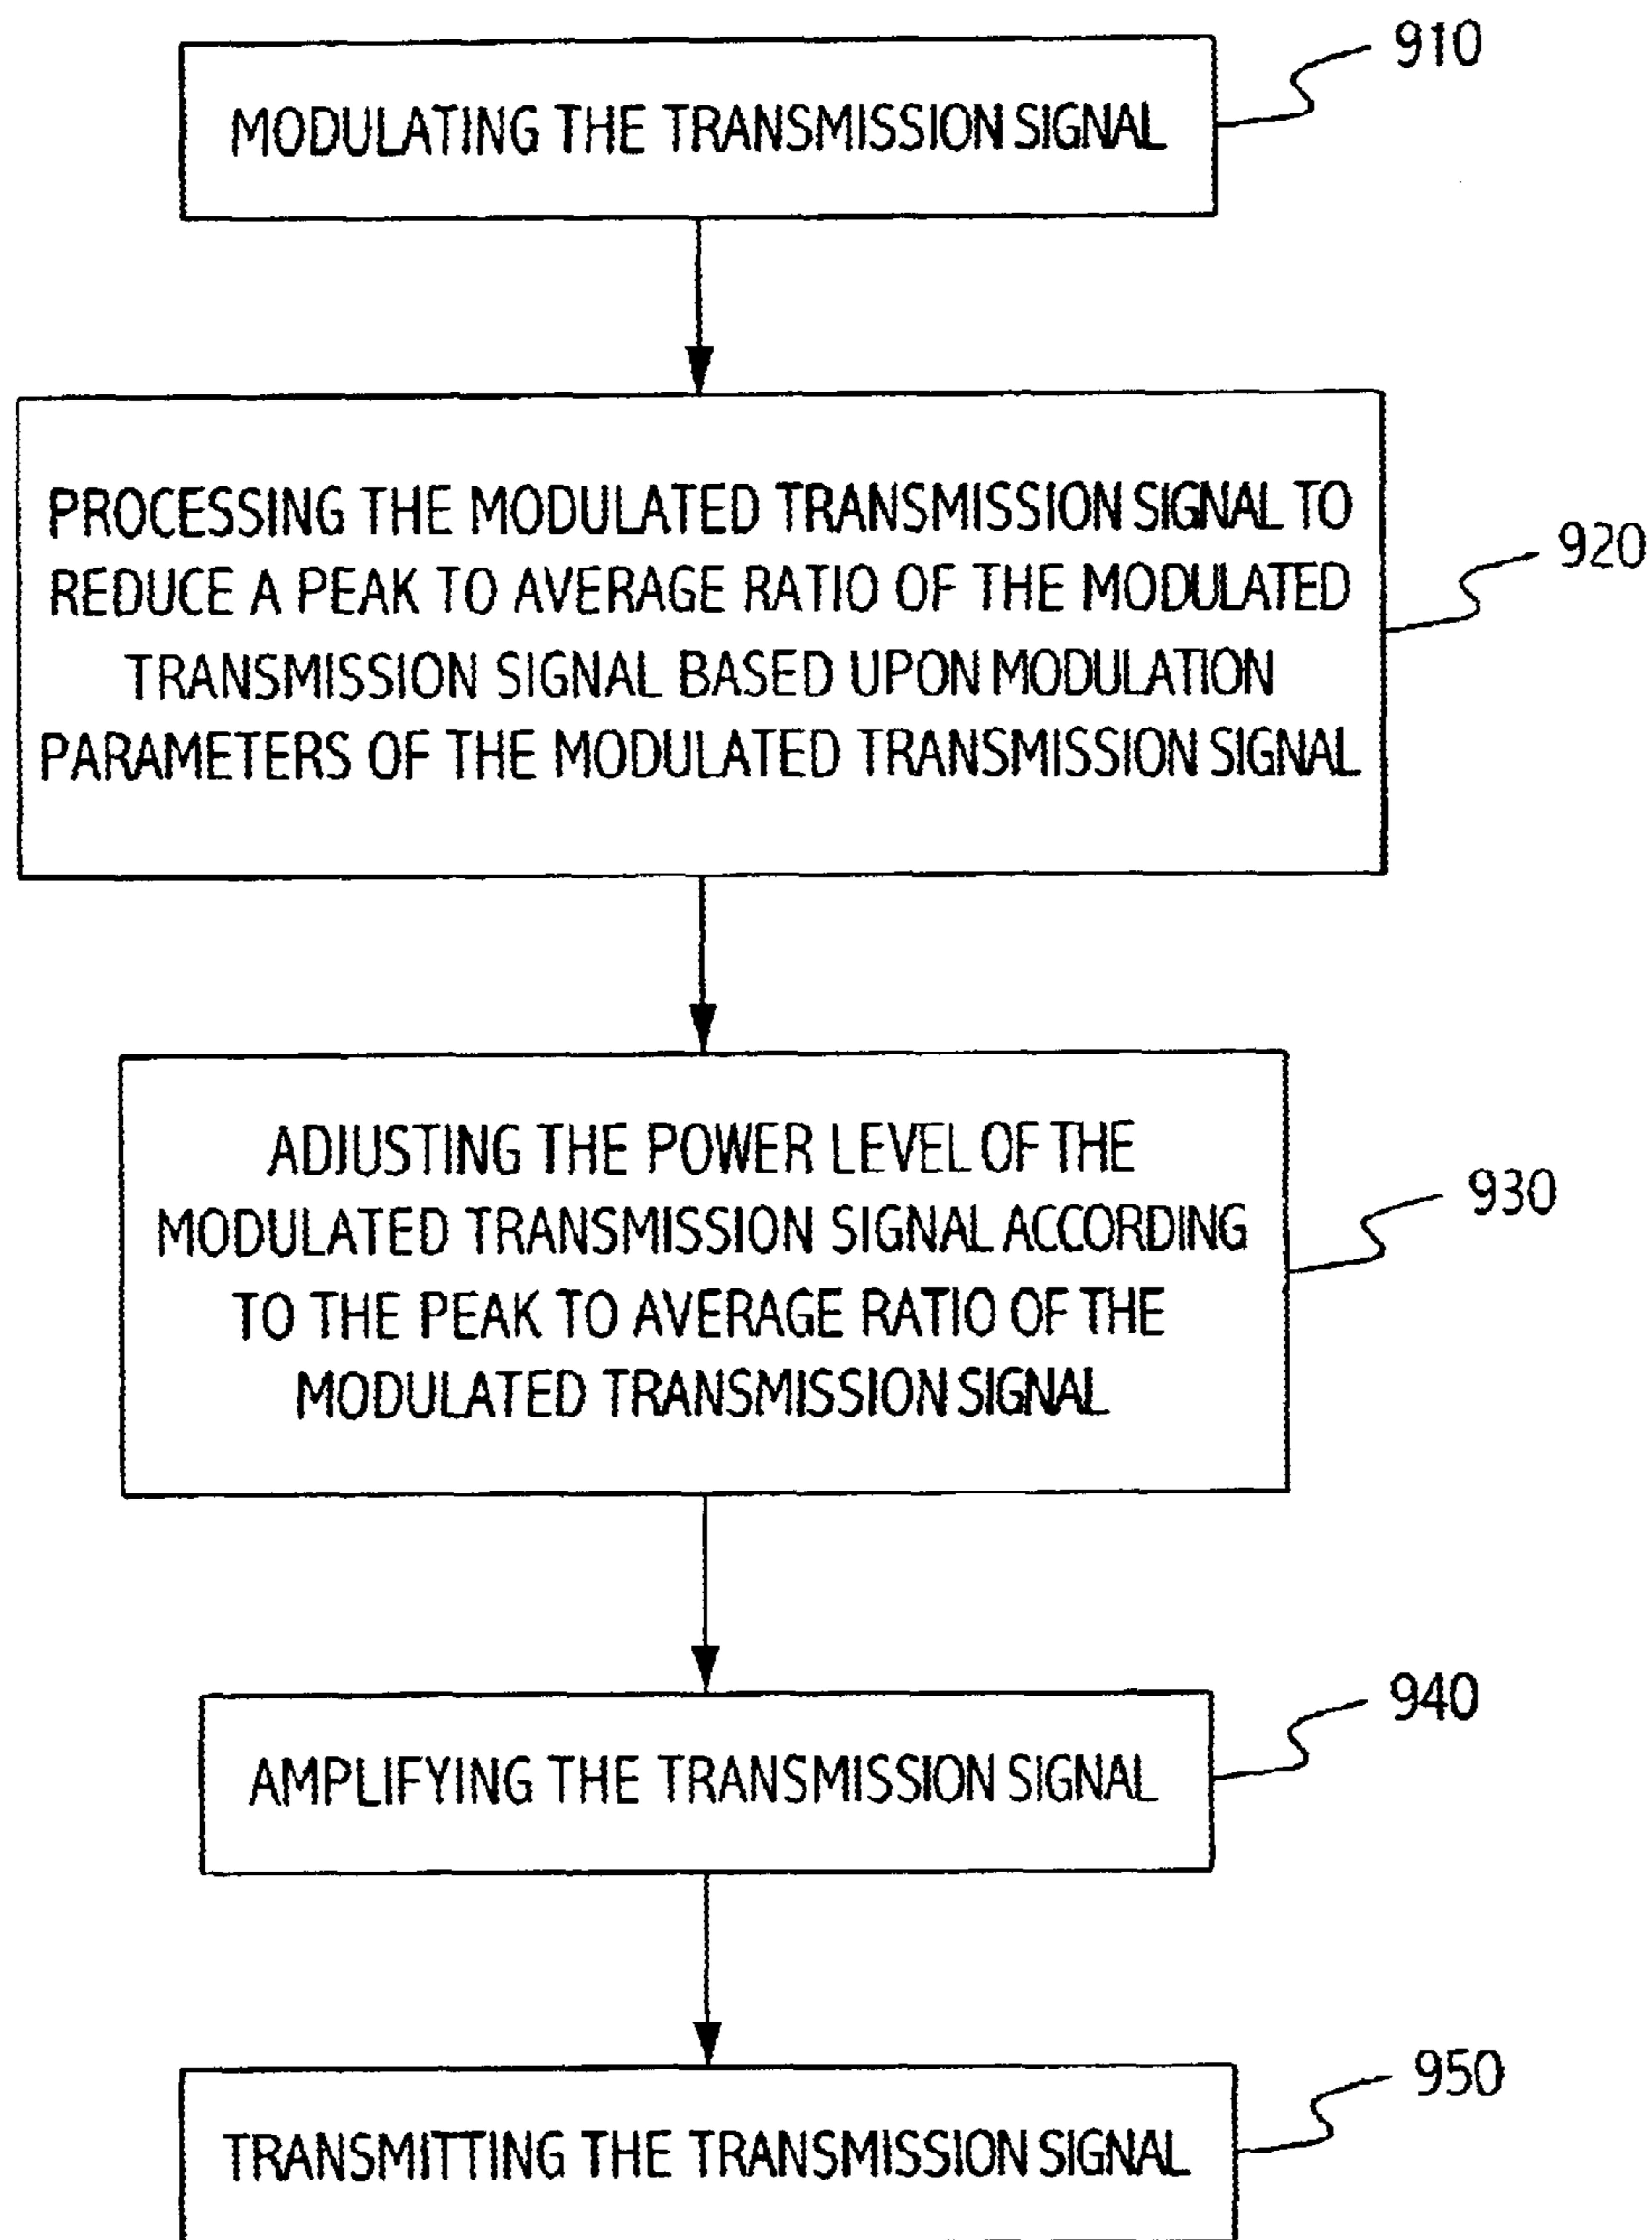 910
MODULATING THE TRANSMISSION SIGNAL
920
PROCESSING THE MODULATED TRANSMISSION SIGNAL TO
REDUCE A PEAK TO AVERAGE RATIO OF THE MODULATED
TRANSMISSION SIGNAL BASED UPON MODULATION
PARAMETERS OF THE MODULATED TRANSMISSION SIGNAL
930
ADJUSTING THE POWER LEVEL OF THE
MODULATED TRANSMISSION SIGNAL ACCORDING
TO THE PEAK TO AVERAGE RATIO OF THE
MODULATED TRANSMISSION SIGNAL
940
AMPLIFYING THE TRANSMISSION SIGNAL
950
TRANSMITTING THE TRANSMISSION SIGNAL